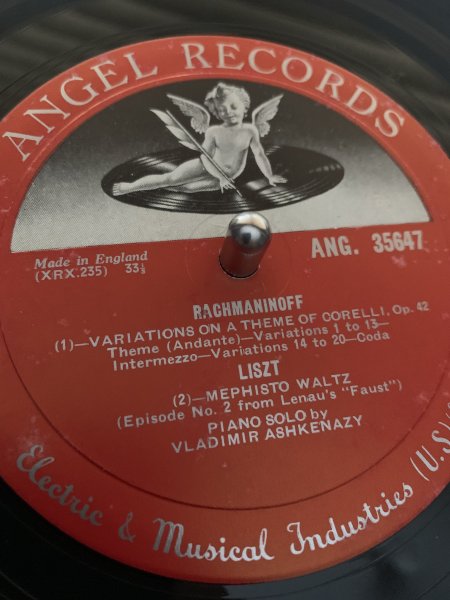 ANGEL RECORDS
Made in England
(XRX.235) 33⅓
ANG. 35647
RACHMANINOFF
(1)—VARIATIONS ON A THEME OF CORELLI, Op. 42
Theme (Andante)—Variations 1 to 13—
Intermezzo—Variations 14 to 20—Coda
LISZT
(2)—MEPHISTO WALTZ
(Episode No. 2 from Lenau's "Faust")
PIANO SOLO by
VLADIMIR ASHKENAZY
Electric & Musical Industries (U.S.